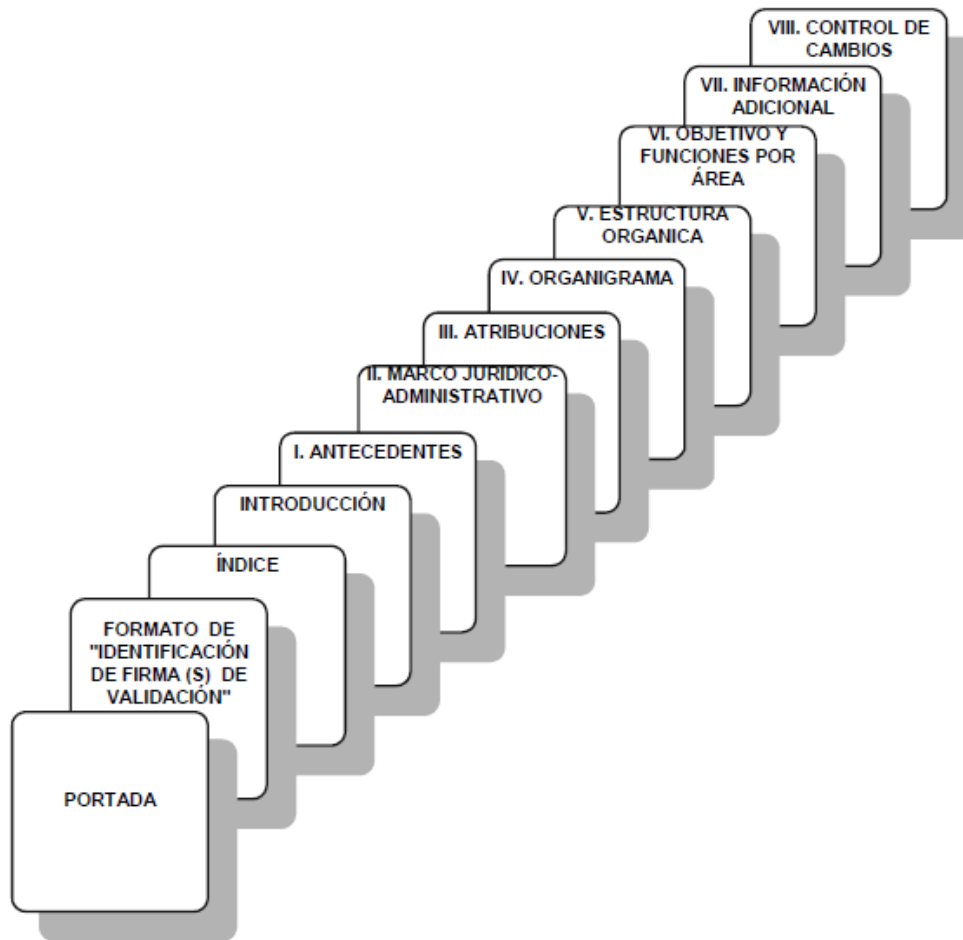 VIII. CONTROL DE
CAMBIOS
VII. INFORMACIÓN
ADICIONAL
VI. OBJETIVO Y
FUNCIONES POR
ÁREA
V. ESTRUCTURA
ORGANICA
IV. ORGANIGRAMA
III. ATRIBUCIONES
II. MARCO JURIDICO-
ADMINISTRATIVO
I. ANTECEDENTES
INTRODUCCIÓN
ÍNDICE
FORMATO DE
"IDENTIFICACIÓN
DE FIRMA (S) DE
VALIDACIÓN"
PORTADA